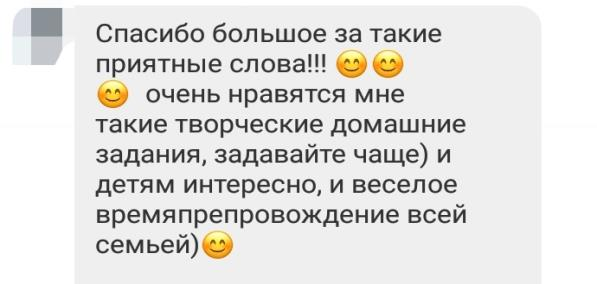 Спасибо большое за такие
приятные слова!!! 😊😊
😊 очень нравятся мне
такие творческие домашние
задания, задавайте чаще) и
детям интересно, и веселое
времяпрепровождение всей
семьей)😊